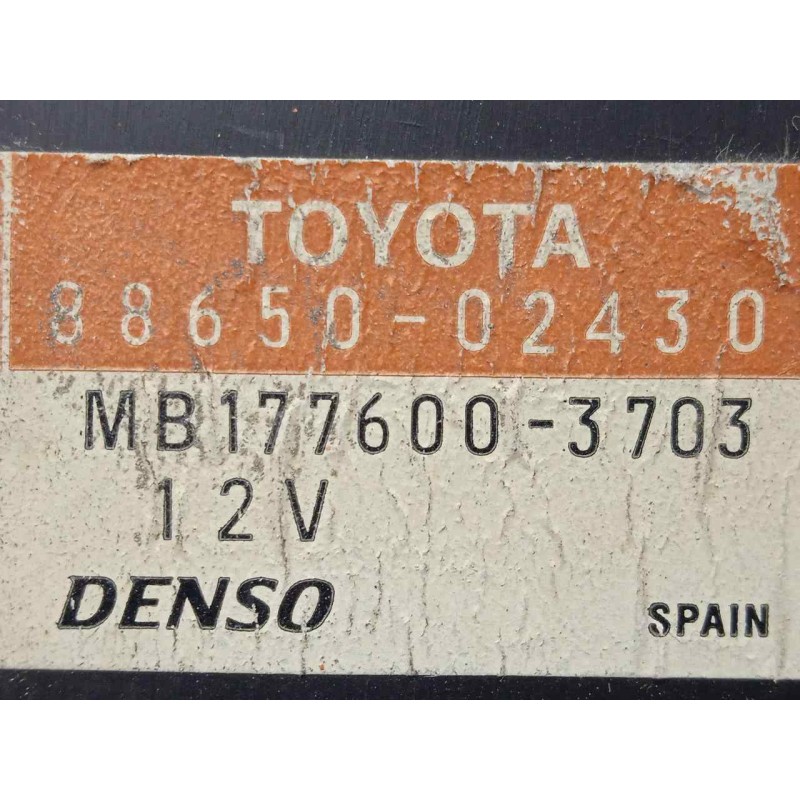 TOYOTA
88650-02430
MB177600-3703
12V
DENSO
SPAIN